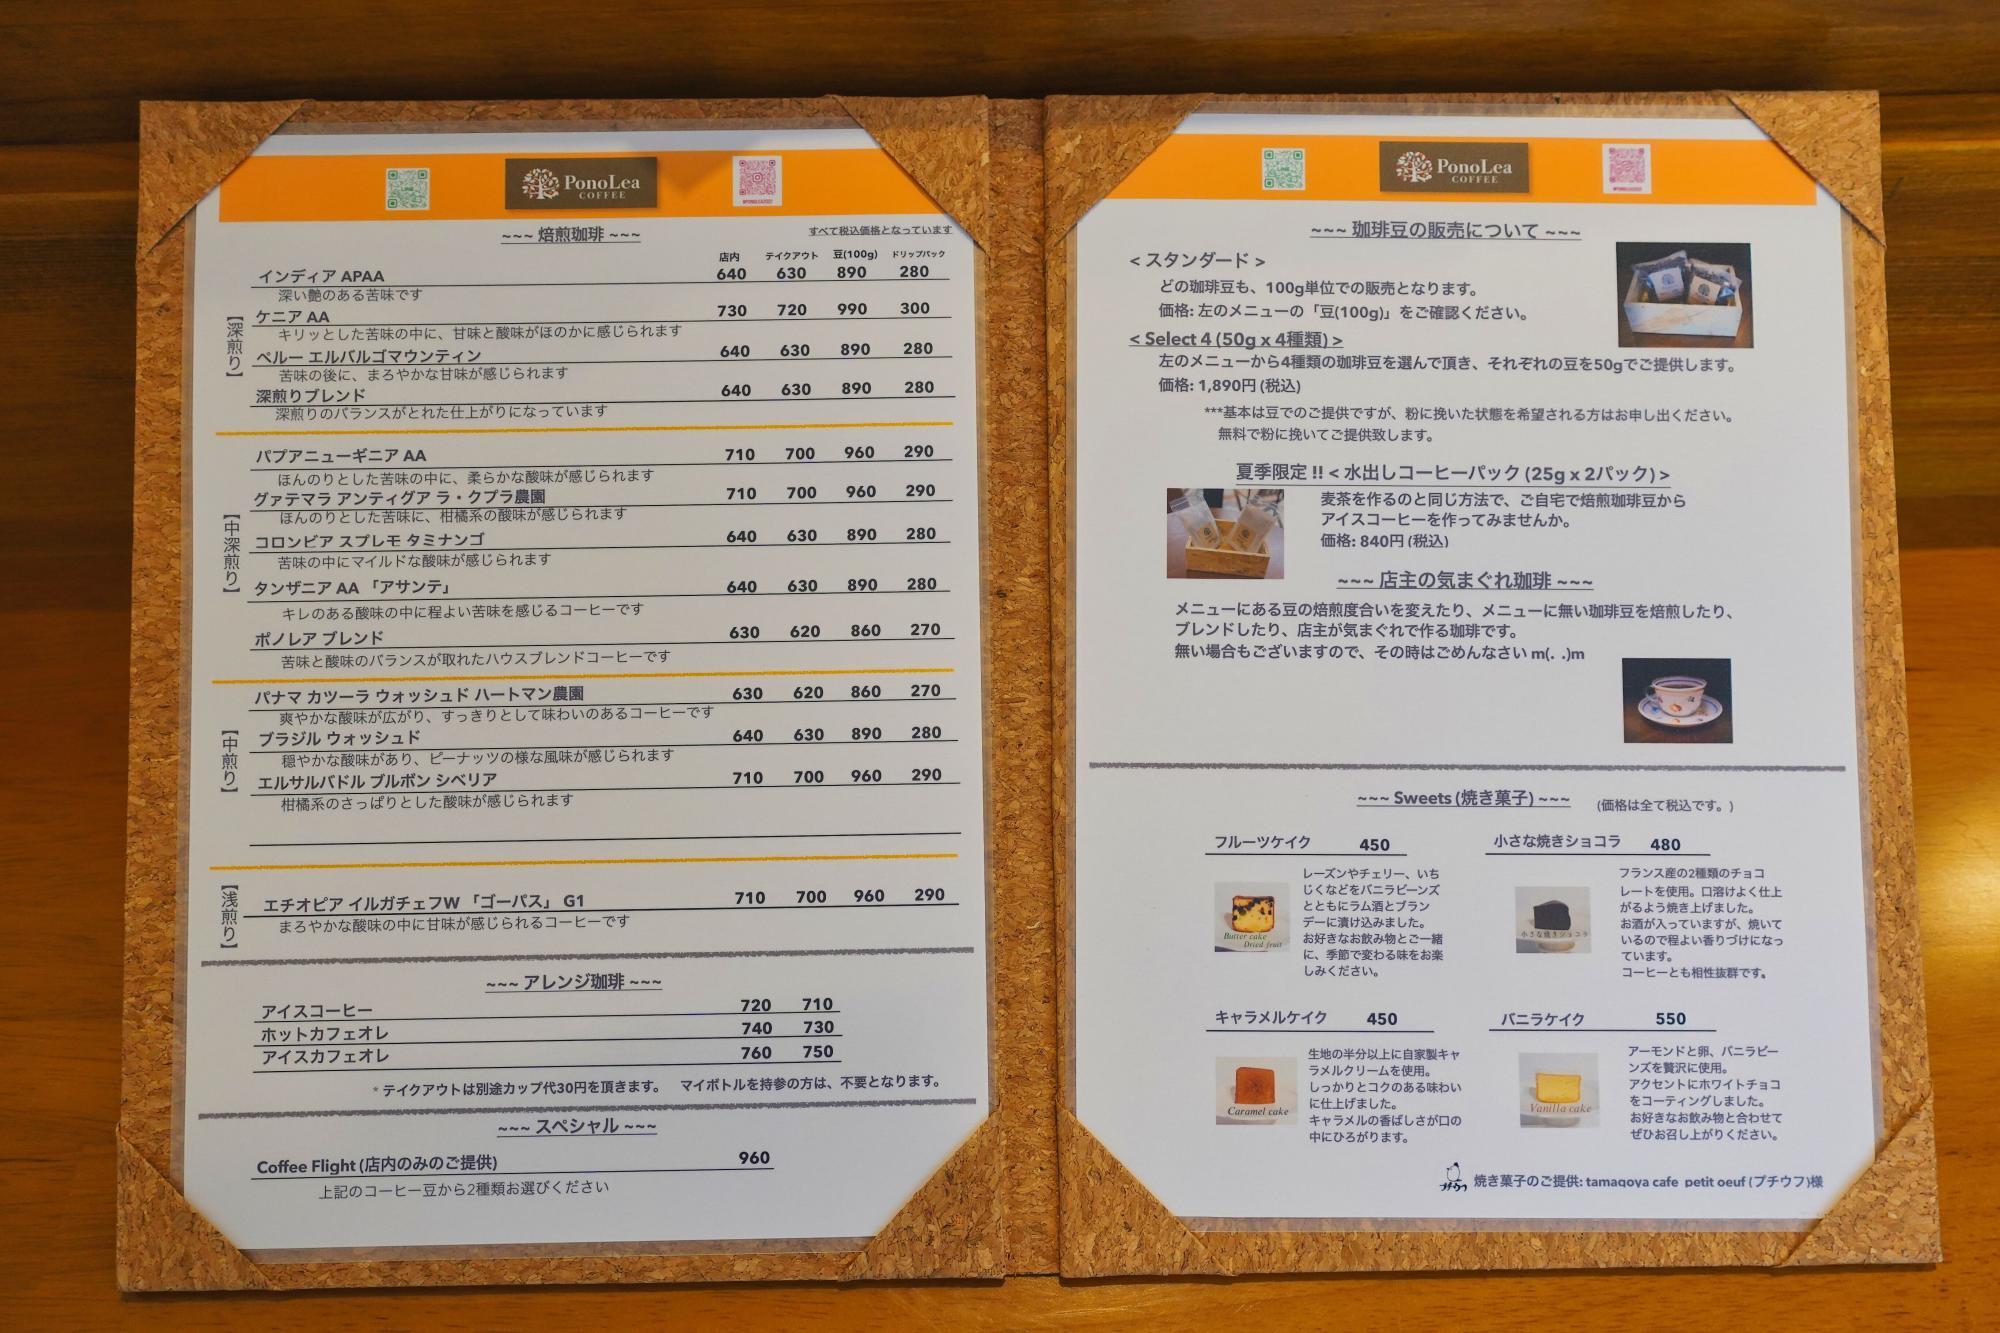 PonoLea
COFFEE
#PONOLEA2022
~~~ 焙煎珈琲 ~~~
すべて税込価格となっています
店内 テイクアウト 豆(100g) ドリップパック
【深煎り】
インディア APAA 640 630 890 280
深い艶のある苦味です
ケニア AA 730 720 990 300
キリッとした苦味の中に、甘味と酸味がほのかに感じられます
ペルー エルバルゴマウンティン 640 630 890 280
苦味の後に、まろやかな甘味が感じられます
深煎りブレンド 640 630 890 280
深煎りのバランスがとれた仕上がりになっています
【中深煎り】
パプアニューギニア AA 710 700 960 290
ほんのりとした苦味の中に、柔らかな酸味が感じられます
グァテマラ アンティグア ラ・クプラ農園 710 700 960 290
ほんのりとした苦味に、柑橘系の酸味が感じられます
コロンビア スプレモ タミナンゴ 640 630 890 280
苦味の中にマイルドな酸味が感じられます
タンザニア AA 「アサンテ」 640 630 890 280
キレのある酸味の中に程よい苦味を感じるコーヒーです
ポノレア ブレンド 630 620 860 270
苦味と酸味のバランスが取れたハウスブレンドコーヒーです
【中煎り】
パナマ カツーラ ウォッシュド ハートマン農園 630 620 860 270
爽やかな酸味が広がり、すっきりとして味わいのあるコーヒーです
ブラジル ウォッシュド 640 630 890 280
穏やかな酸味があり、ピーナッツの様な風味が感じられます
エルサルバドル ブルボン シベリア 710 700 960 290
柑橘系のさっぱりとした酸味が感じられます
【浅煎り】
エチオピア イルガチェフW 「ゴーパス」 G1 710 700 960 290
まろやかな酸味の中に甘味が感じられるコーヒーです
~~~ アレンジ珈琲 ~~~
アイスコーヒー 720 710
ホットカフェオレ 740 730
アイスカフェオレ 760 750
* テイクアウトは別途カップ代30円を頂きます。 マイボトルを持参の方は、不要となります。
~~~ スペシャル ~~~
Coffee Flight (店内のみのご提供) 960
上記のコーヒー豆から2種類お選びください
PonoLea
COFFEE
#PONOLEA2022
~~~ 珈琲豆の販売について ~~~
< スタンダード >
どの珈琲豆も、100g単位での販売となります。
価格: 左のメニューの「豆(100g)」をご確認ください。
< Select 4 (50g x 4種類) >
左のメニューから4種類の珈琲豆を選んで頂き、それぞれの豆を50gでご提供します。
価格: 1,890円 (税込)
***基本は豆でのご提供ですが、粉に挽いた状態を希望される方はお申し出ください。
無料で粉に挽いてご提供致します。
夏季限定 !! < 水出しコーヒーパック (25g x 2パック) >
麦茶を作るのと同じ方法で、ご自宅で焙煎珈琲豆から
アイスコーヒーを作ってみませんか。
価格: 840円 (税込)
~~~ 店主の気まぐれ珈琲 ~~~
メニューにある豆の焙煎度合いを変えたり、メニューに無い珈琲豆を焙煎したり、
ブレンドしたり、店主が気まぐれで作る珈琲です。
無い場合もございますので、その時はごめんなさい m(. .)m
~~~ Sweets (焼き菓子) ~~~ (価格は全て税込です。)
フルーツケイク 450
レーズンやチェリー、いち
じくなどをバニラビーンズ
とともにラム酒とブラン
デーに漬け込みました。
お好きなお飲み物とご一緒
に、季節で変わる味をお楽
しみください。
Butter cake
Dried fruit
小さな焼きショコラ 480
フランス産の2種類のチョコ
レートを使用。口溶けよく仕上
がるよう焼き上げました。
お酒が入っていますが、焼いて
いるので程よい香りづけになっ
ています。
コーヒーとも相性抜群です。
小さな焼きショコラ
キャラメルケイク 450
生地の半分以上に自家製キャ
ラメルクリームを使用。
しっかりとコクのある味わい
に仕上げました。
キャラメルの香ばしさが口の
中にひろがります。
Caramel cake
バニラケイク 550
アーモンドと卵、バニラビー
ンズを贅沢に使用。
アクセントにホワイトチョコ
をコーティングしました。
お好きなお飲み物と合わせて
ぜひお召し上がりください。
Vanilla cake
プチウフ 焼き菓子のご提供: tamagoya cafe petit oeuf (プチウフ)様